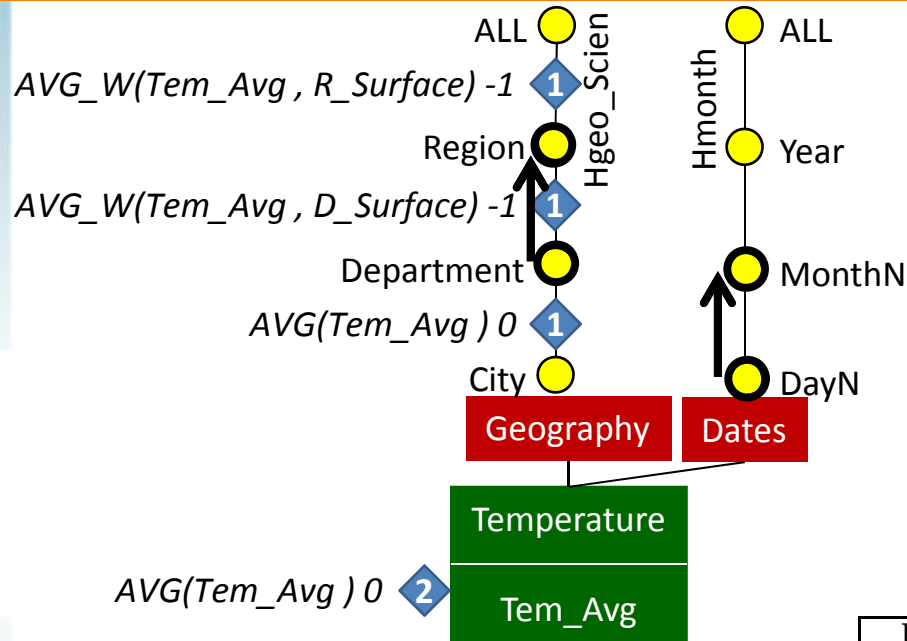 ALL
ALL
AVG_W(Tem_Avg , R_Surface) -1
1
Hgeo_Scien
Hmonth
Region
Year
AVG_W(Tem_Avg , D_Surface) -1
1
Department
MonthN
AVG(Tem_Avg ) 0
1
City
DayN
Geography
Dates
Temperature
AVG(Tem_Avg ) 0
2
Tem_Avg